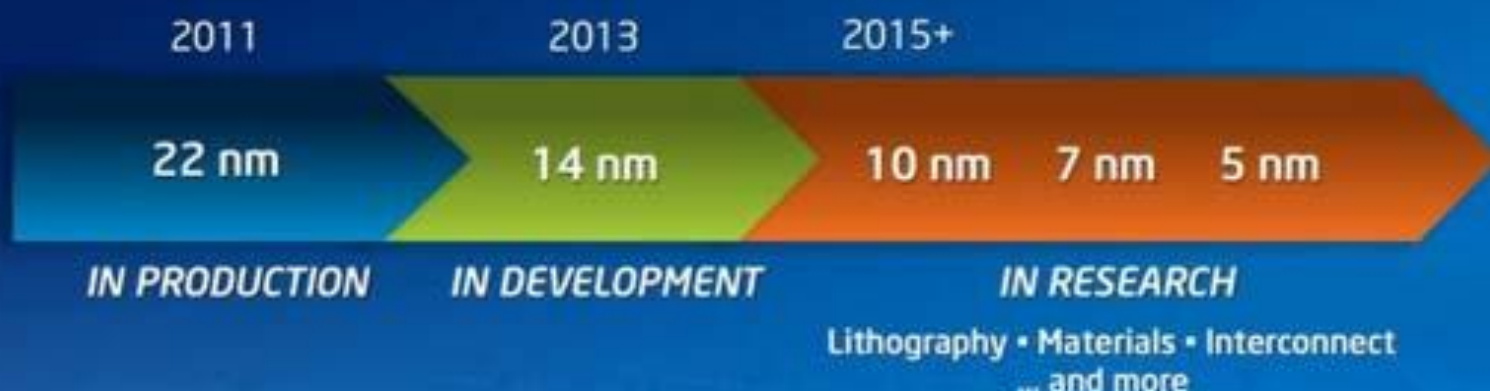 2011 2013 2015+
22 nm 14 nm 10 nm 7 nm 5 nm
IN PRODUCTION IN DEVELOPMENT IN RESEARCH
Lithography • Materials • Interconnect
... and more